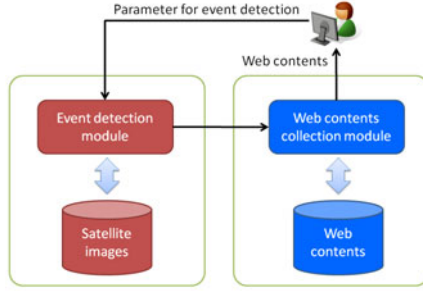 Parameter for event detection
Web contents
Event detection
module
Web contents
collection module
Satellite
images
Web
contents